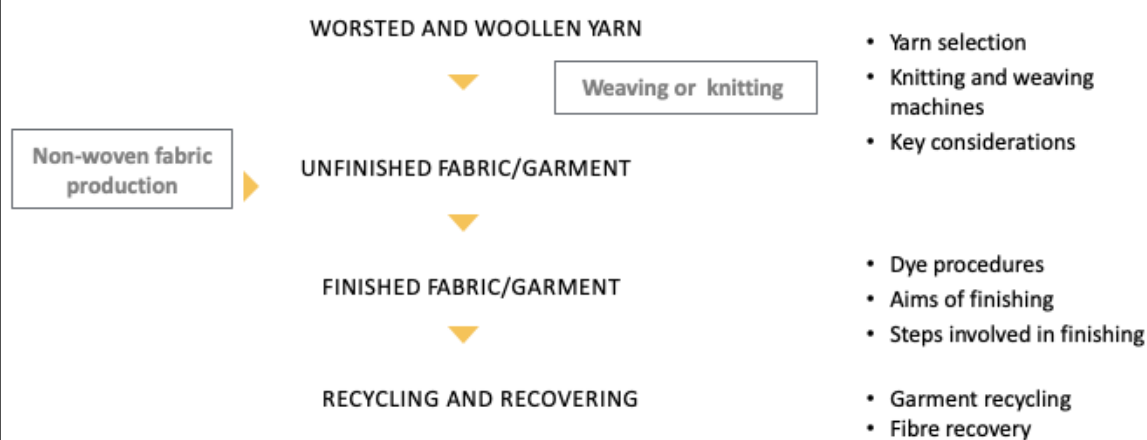 WORSTED AND WOOLLEN YARN
Weaving or knitting
• Yarn selection
• Knitting and weaving
machines
• Key considerations
Non-woven fabric
production
UNFINISHED FABRIC/GARMENT
FINISHED FABRIC/GARMENT
• Dye procedures
• Aims of finishing
• Steps involved in finishing
RECYCLING AND RECOVERING
• Garment recycling
• Fibre recovery